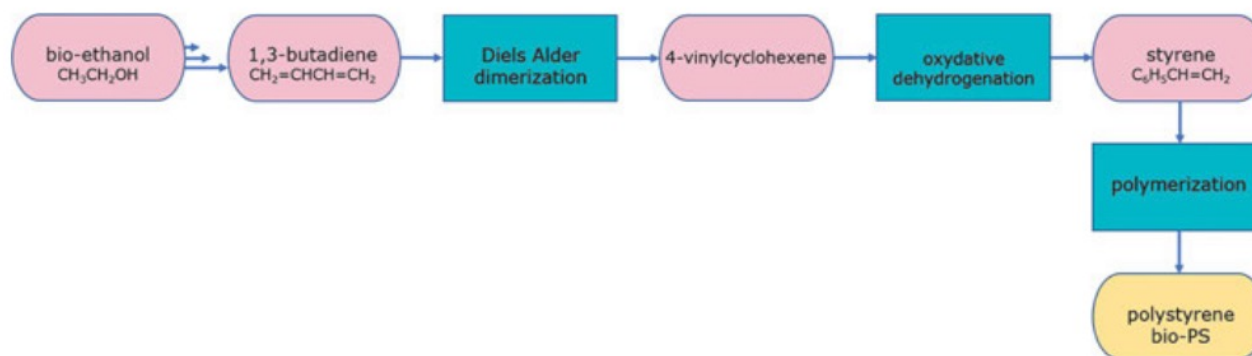 bio-ethanol
CH₃CH₂OH
1,3-butadiene
CH₂=CHCH=CH₂
Diels Alder
dimerization
4-vinylcyclohexene
oxydative
dehydrogenation
styrene
C₆H₅CH=CH₂
polymerization
polystyrene
bio-PS